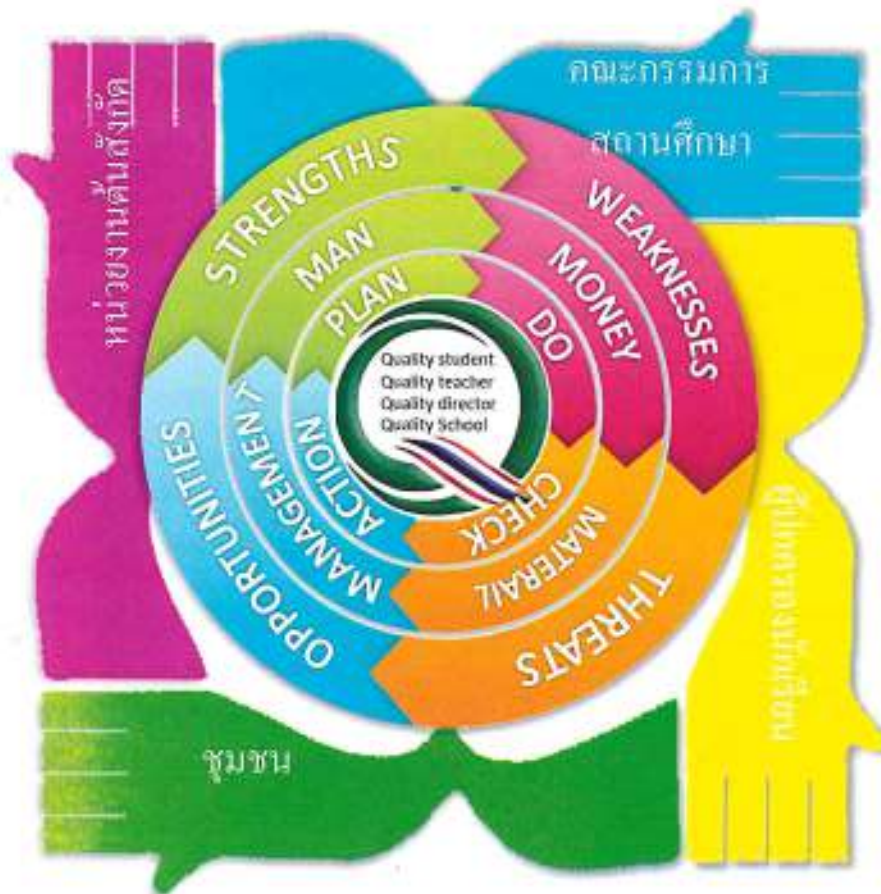 คณะกรรมการ
สถานศึกษา
หน่วยงานต้นสังกัด
STRENGTHS
WEAKNESSES
THREATS
OPPORTUNITIES
MAN
MONEY
MATERAIL
MANAGEMENT
PLAN
DO
CHECK
ACTION
Quality student
Quality teacher
Quality director
Quality School
ผู้ปกครองนักเรียน
ชุมชน